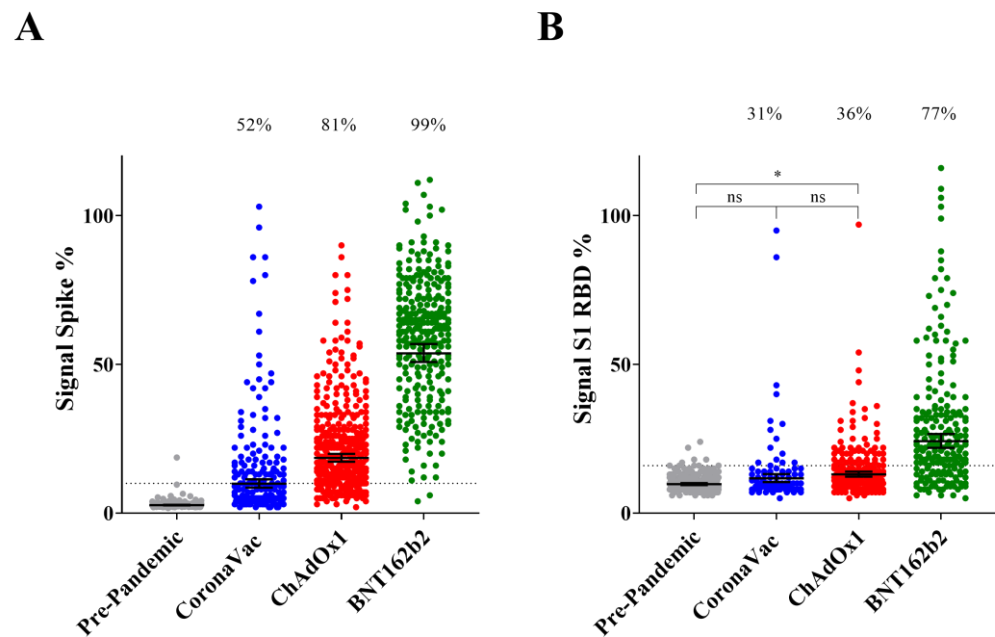 A
52% 81% 99%
Signal Spike %
100
50
0
Pre-Pandemic
CoronaVac
ChAdOx1
BNT162b2
B
31% 36% 77%
*
ns ns
Signal S1 RBD %
100
50
0
Pre-Pandemic
CoronaVac
ChAdOx1
BNT162b2